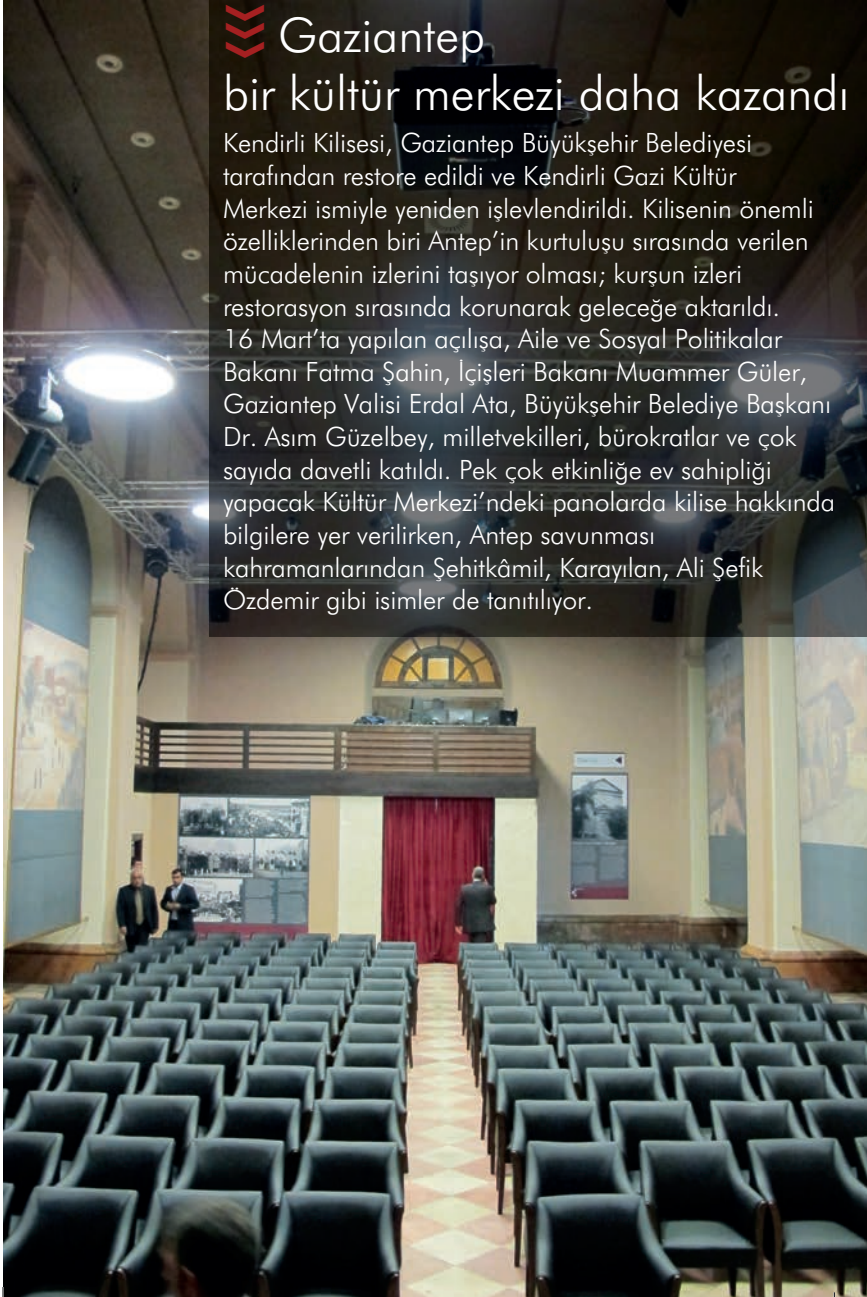 Gaziantep
bir kültür merkezi daha kazandı
Kendirli Kilisesi, Gaziantep Büyükşehir Belediyesi
tarafından restore edildi ve Kendirli Gazi Kültür
Merkezi ismiyle yeniden işlevlendirildi. Kilisenin önemli
özelliklerinden biri Antep’in kurtuluşu sırasında verilen
mücadelenin izlerini taşıyor olması; kurşun izleri
restorasyon sırasında korunarak geleceğe aktarıldı.
16 Mart’ta yapılan açılışa, Aile ve Sosyal Politikalar
Bakanı Fatma Şahin, İçişleri Bakanı Muammer Güler,
Gaziantep Valisi Erdal Ata, Büyükşehir Belediye Başkanı
Dr. Asım Güzelbey, milletvekilleri, bürokratlar ve çok
sayıda davetli katıldı. Pek çok etkinliğe ev sahipliği
yapacak Kültür Merkezi’ndeki panolarda kilise hakkında
bilgilere yer verilirken, Antep savunması
kahramanlarından Şehitkâmil, Karayılan, Ali Şefik
Özdemir gibi isimler de tanıtılıyor.